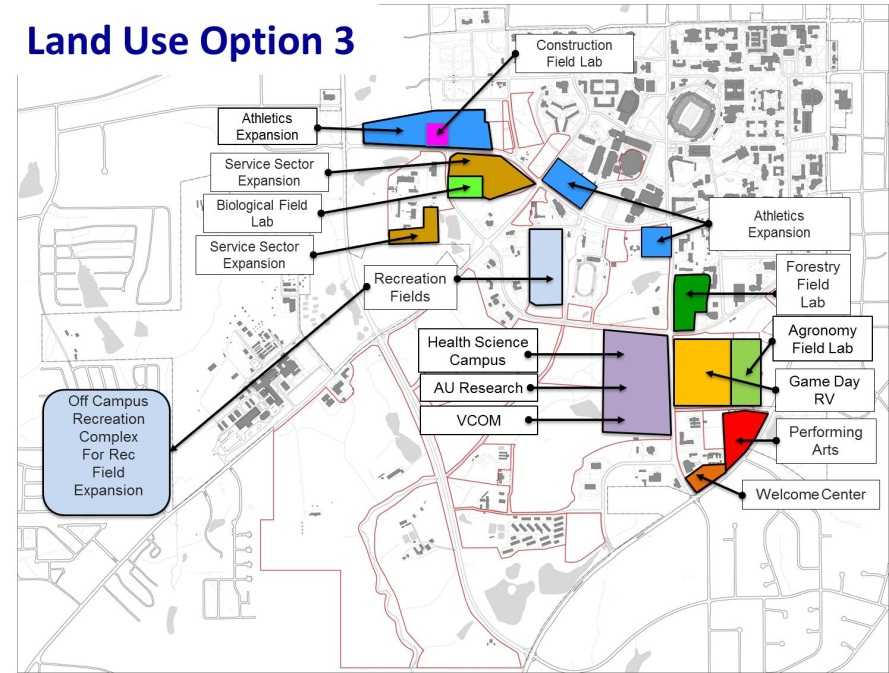 Land Use Option 3
Construction
Field Lab
Athletics
Expansion
Service Sector
Expansion
Biological Field
Lab
Service Sector
Expansion
Athletics
Expansion
Recreation
Fields
Forestry
Field
Lab
Health Science
Campus
AU Research
VCOM
Agronomy
Field Lab
Game Day
RV
Off Campus
Recreation
Complex
For Rec
Field
Expansion
Performing
Arts
Welcome Center